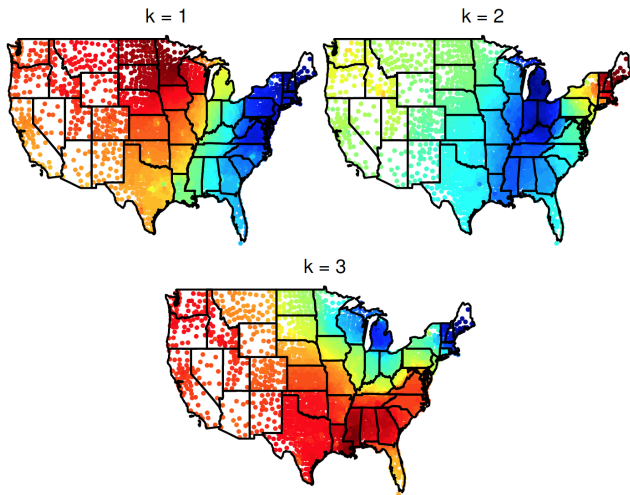 k = 1
k = 2
k = 3